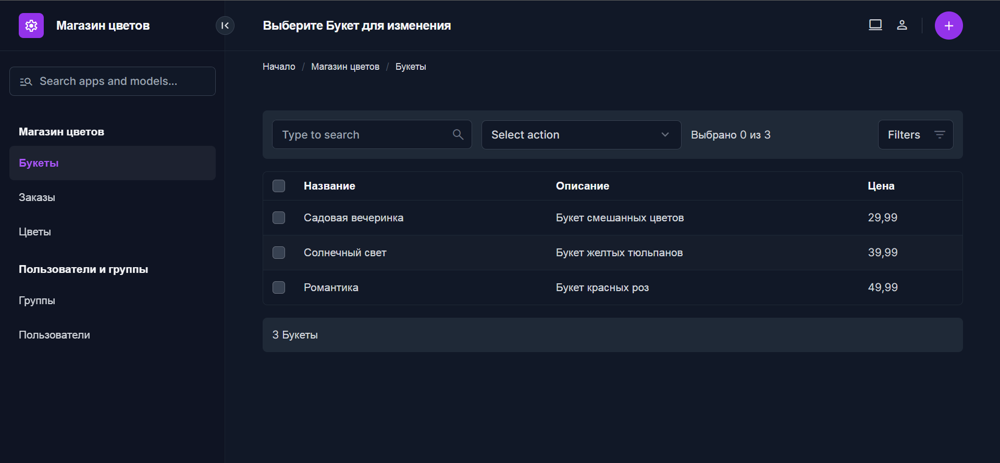 Магазин цветов
Выберите Букет для изменения
Search apps and models...
Магазин цветов
Букеты
Заказы
Цветы
Пользователи и группы
Группы
Пользователи
Начало / Магазин цветов / Букеты
Type to search
Select action
Выбрано 0 из 3
Filters
Название Описание Цена
Садовая вечеринка Букет смешанных цветов 29,99
Солнечный свет Букет желтых тюльпанов 39,99
Романтика Букет красных роз 49,99
3 Букеты